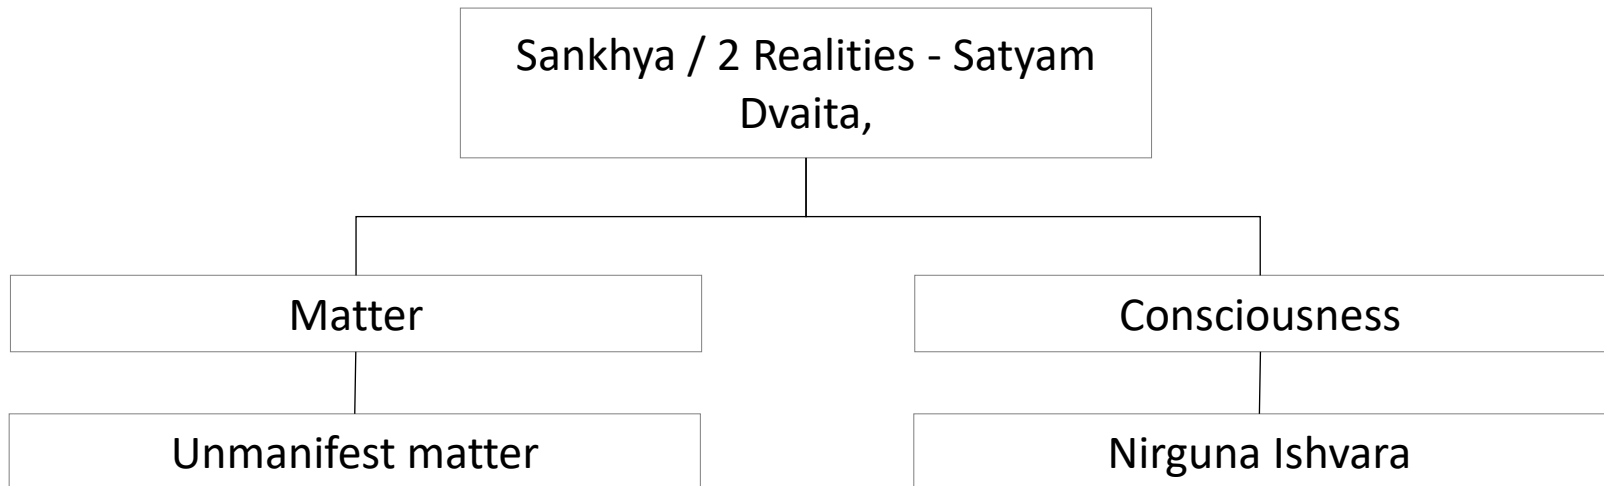 Sankhya / 2 Realities - Satyam
Dvaita,
Matter
Consciousness
Unmanifest matter
Nirguna Ishvara